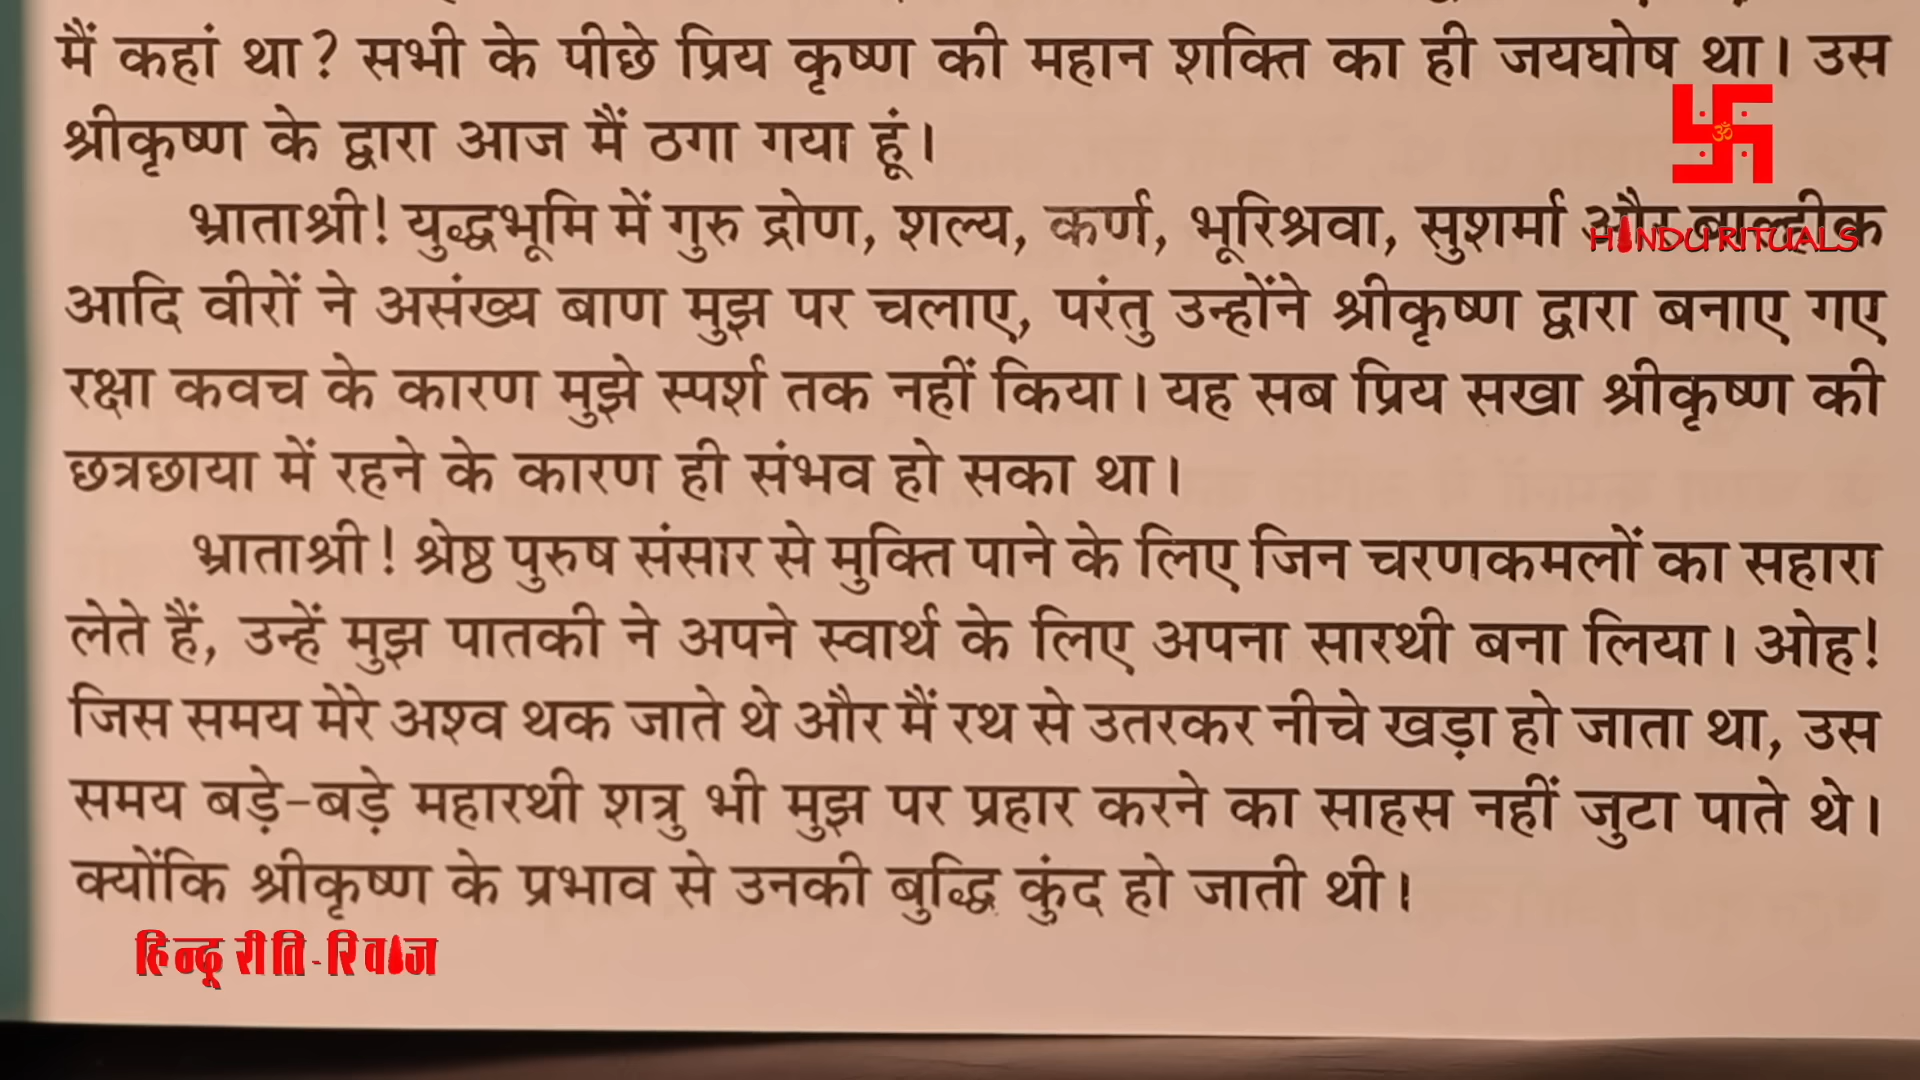 मैं कहां था? सभी के पीछे प्रिय कृष्ण की महान शक्ति का ही जयघोष था। उस
श्रीकृष्ण के द्वारा आज मैं ठगा गया हूं।
ॐ
भ्राताश्री! युद्धभूमि में गुरु द्रोण, शल्य, कर्ण, भूरिश्रवा, सुशर्मा और बाल्हीक
HINDU RITUALS
आदि वीरों ने असंख्य बाण मुझ पर चलाए, परंतु उन्होंने श्रीकृष्ण द्वारा बनाए गए
रक्षा कवच के कारण मुझे स्पर्श तक नहीं किया। यह सब प्रिय सखा श्रीकृष्ण की
छत्रछाया में रहने के कारण ही संभव हो सका था।
भ्राताश्री! श्रेष्ठ पुरुष संसार से मुक्ति पाने के लिए जिन चरणकमलों का सहारा
लेते हैं, उन्हें मुझ पातकी ने अपने स्वार्थ के लिए अपना सारथी बना लिया। ओह!
जिस समय मेरे अश्व थक जाते थे और मैं रथ से उतरकर नीचे खड़ा हो जाता था, उस
समय बड़े-बड़े महारथी शत्रु भी मुझ पर प्रहार करने का साहस नहीं जुटा पाते थे।
क्योंकि श्रीकृष्ण के प्रभाव से उनकी बुद्धि कुंद हो जाती थी।
हिन्दू रीति-रिवाज